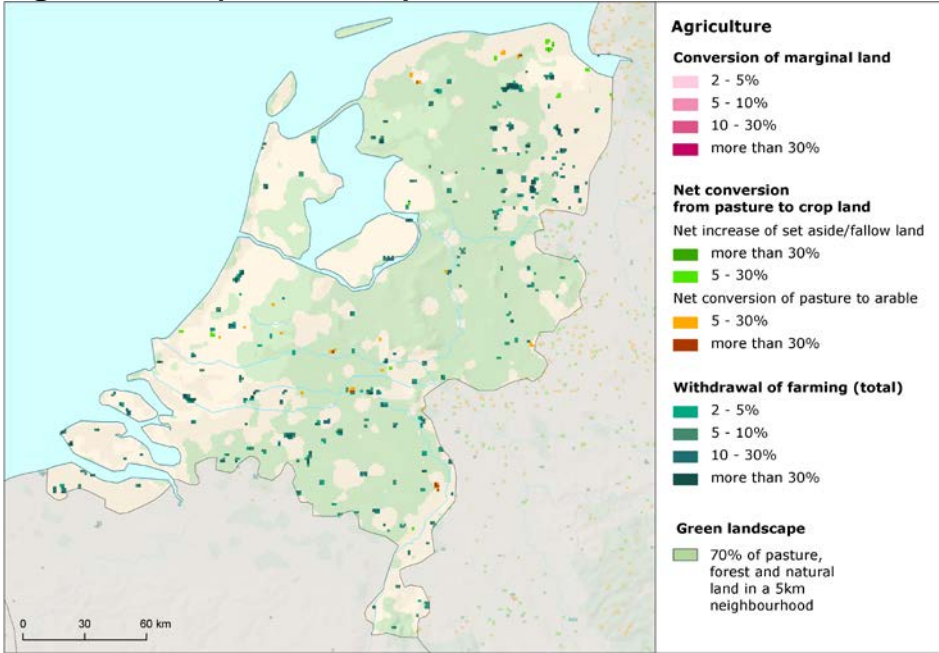 Agriculture
Conversion of marginal land
2 - 5%
5 - 10%
10 - 30%
more than 30%
Net conversion
from pasture to crop land
Net increase of set aside/fallow land
more than 30%
5 - 30%
Net conversion of pasture to arable
5 - 30%
more than 30%
Withdrawal of farming (total)
2 - 5%
5 - 10%
10 - 30%
more than 30%
Green landscape
70% of pasture,
forest and natural
land in a 5km
neighbourhood
0 30 60 km